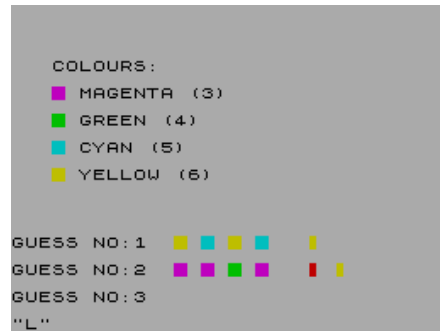 COLOURS:
MAGENTA (3)
GREEN (4)
CYAN (5)
YELLOW (6)
GUESS NO:1
GUESS NO:2
GUESS NO:3
"L"